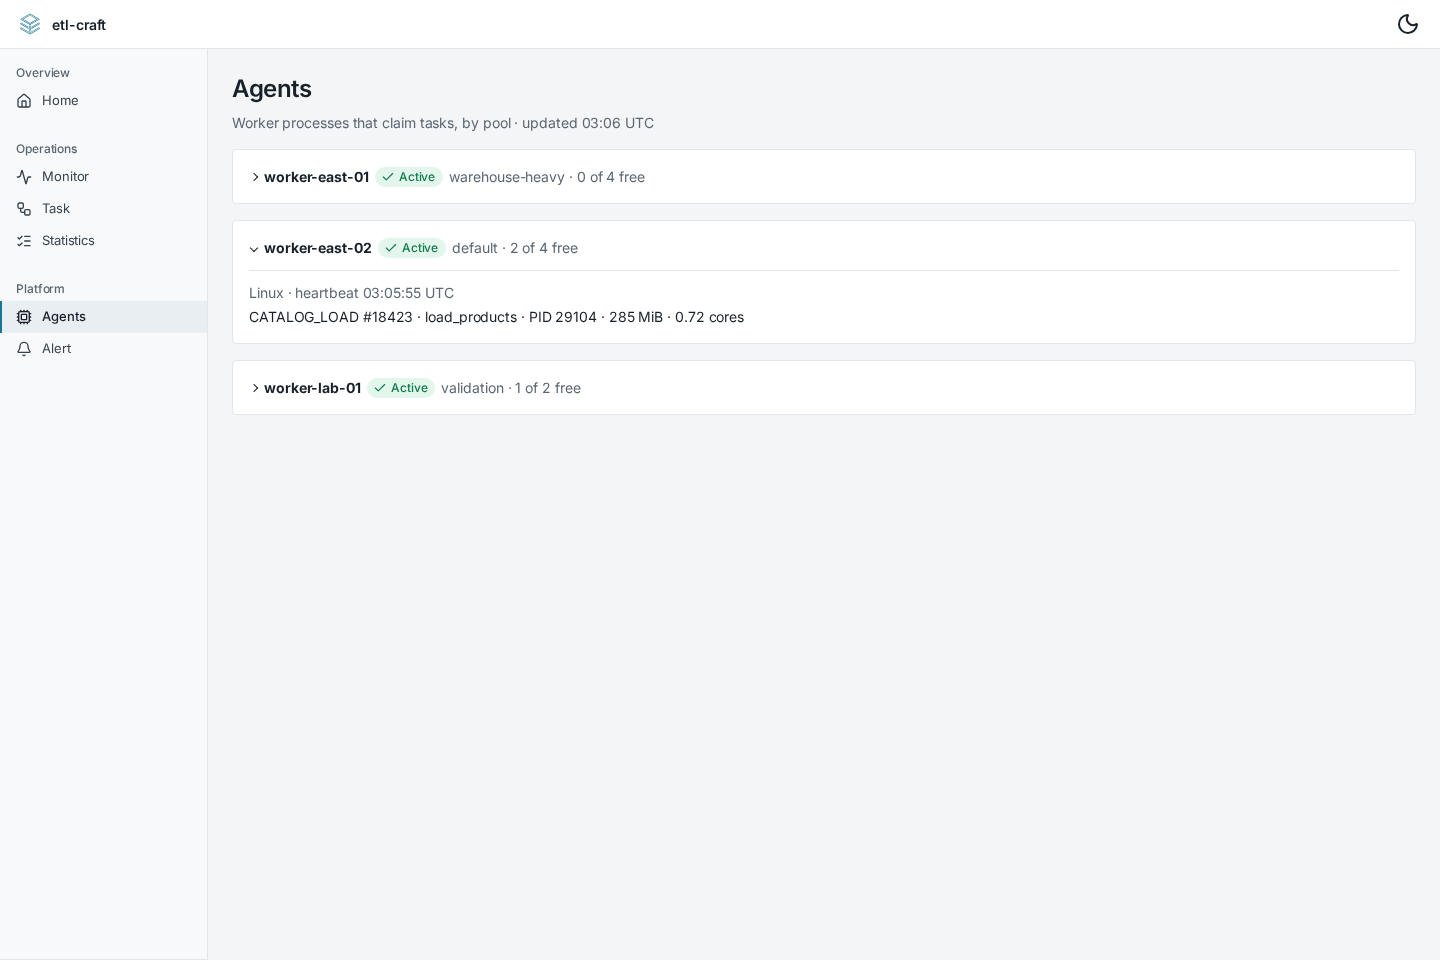 etl-craft
Overview
Home
Operations
Monitor
Task
Statistics
Platform
Agents
Alert
Agents
Worker processes that claim tasks, by pool · updated 03:06 UTC
worker-east-01 Active warehouse-heavy · 0 of 4 free
worker-east-02 Active default · 2 of 4 free
Linux · heartbeat 03:05:55 UTC
CATALOG_LOAD #18423 · load_products · PID 29104 · 285 MiB · 0.72 cores
worker-lab-01 Active validation · 1 of 2 free